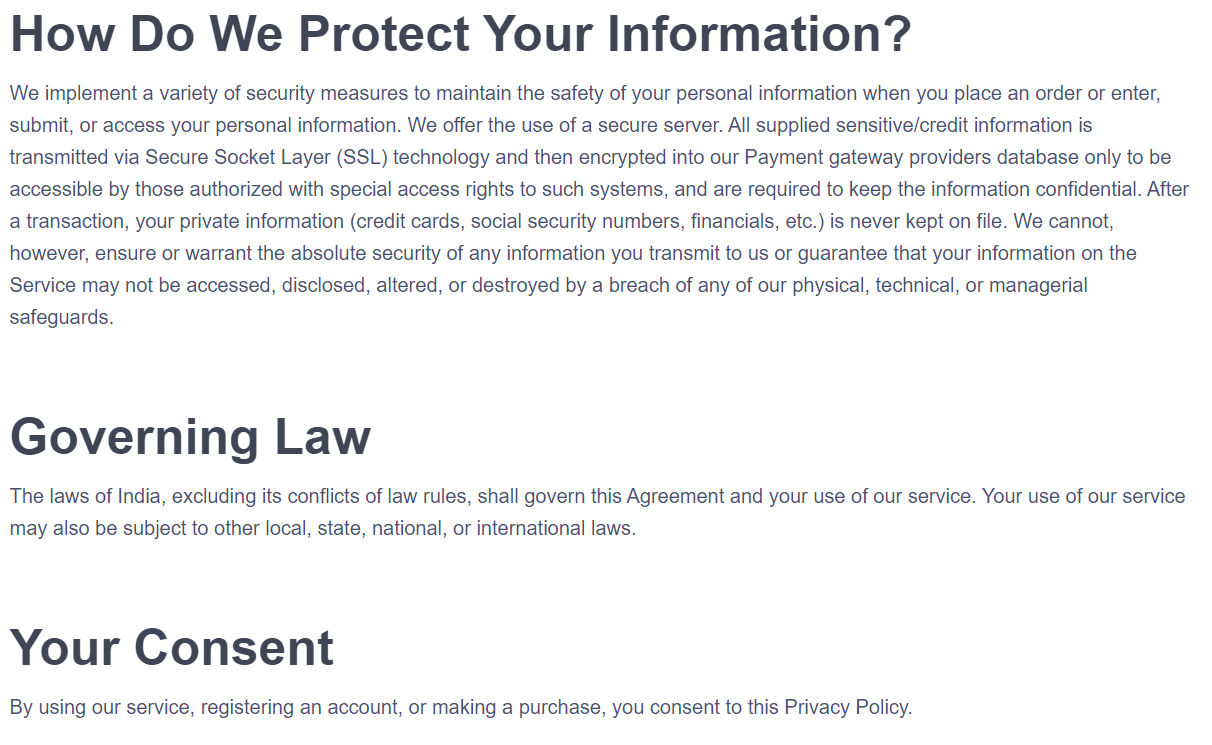 How Do We Protect Your Information?
We implement a variety of security measures to maintain the safety of your personal information when you place an order or enter,
submit, or access your personal information. We offer the use of a secure server. All supplied sensitive/credit information is
transmitted via Secure Socket Layer (SSL) technology and then encrypted into our Payment gateway providers database only to be
accessible by those authorized with special access rights to such systems, and are required to keep the information confidential. After
a transaction, your private information (credit cards, social security numbers, financials, etc.) is never kept on file. We cannot,
however, ensure or warrant the absolute security of any information you transmit to us or guarantee that your information on the
Service may not be accessed, disclosed, altered, or destroyed by a breach of any of our physical, technical, or managerial
safeguards.
Governing Law
The laws of India, excluding its conflicts of law rules, shall govern this Agreement and your use of our service. Your use of our service
may also be subject to other local, state, national, or international laws.
Your Consent
By using our service, registering an account, or making a purchase, you consent to this Privacy Policy.